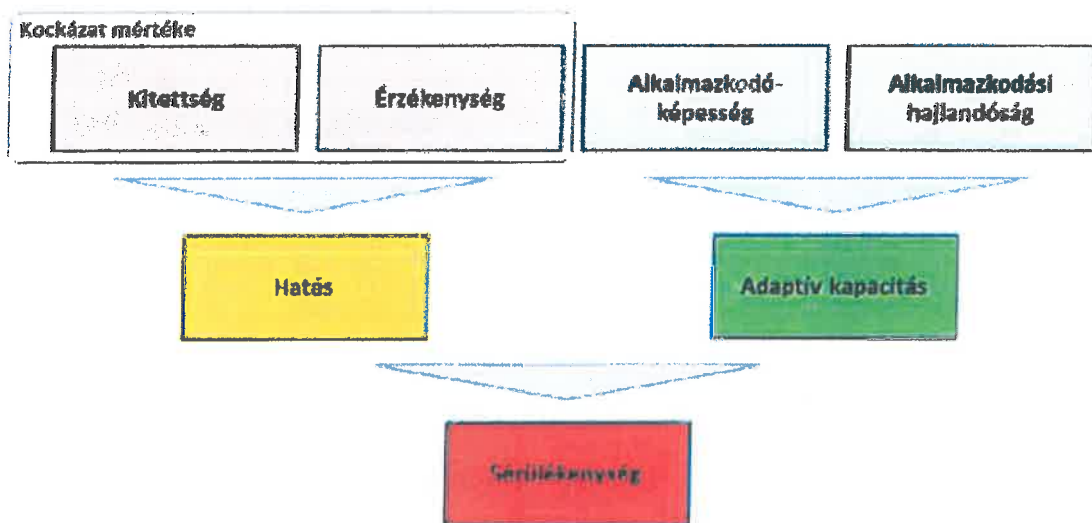 Kockázat mértéke
Kitettség
Érzékenység
Alkalmazkodó-
képesség
Alkalmazkodási
hajlandóság
Hatás
Adaptív kapacitás
Sérülékenység